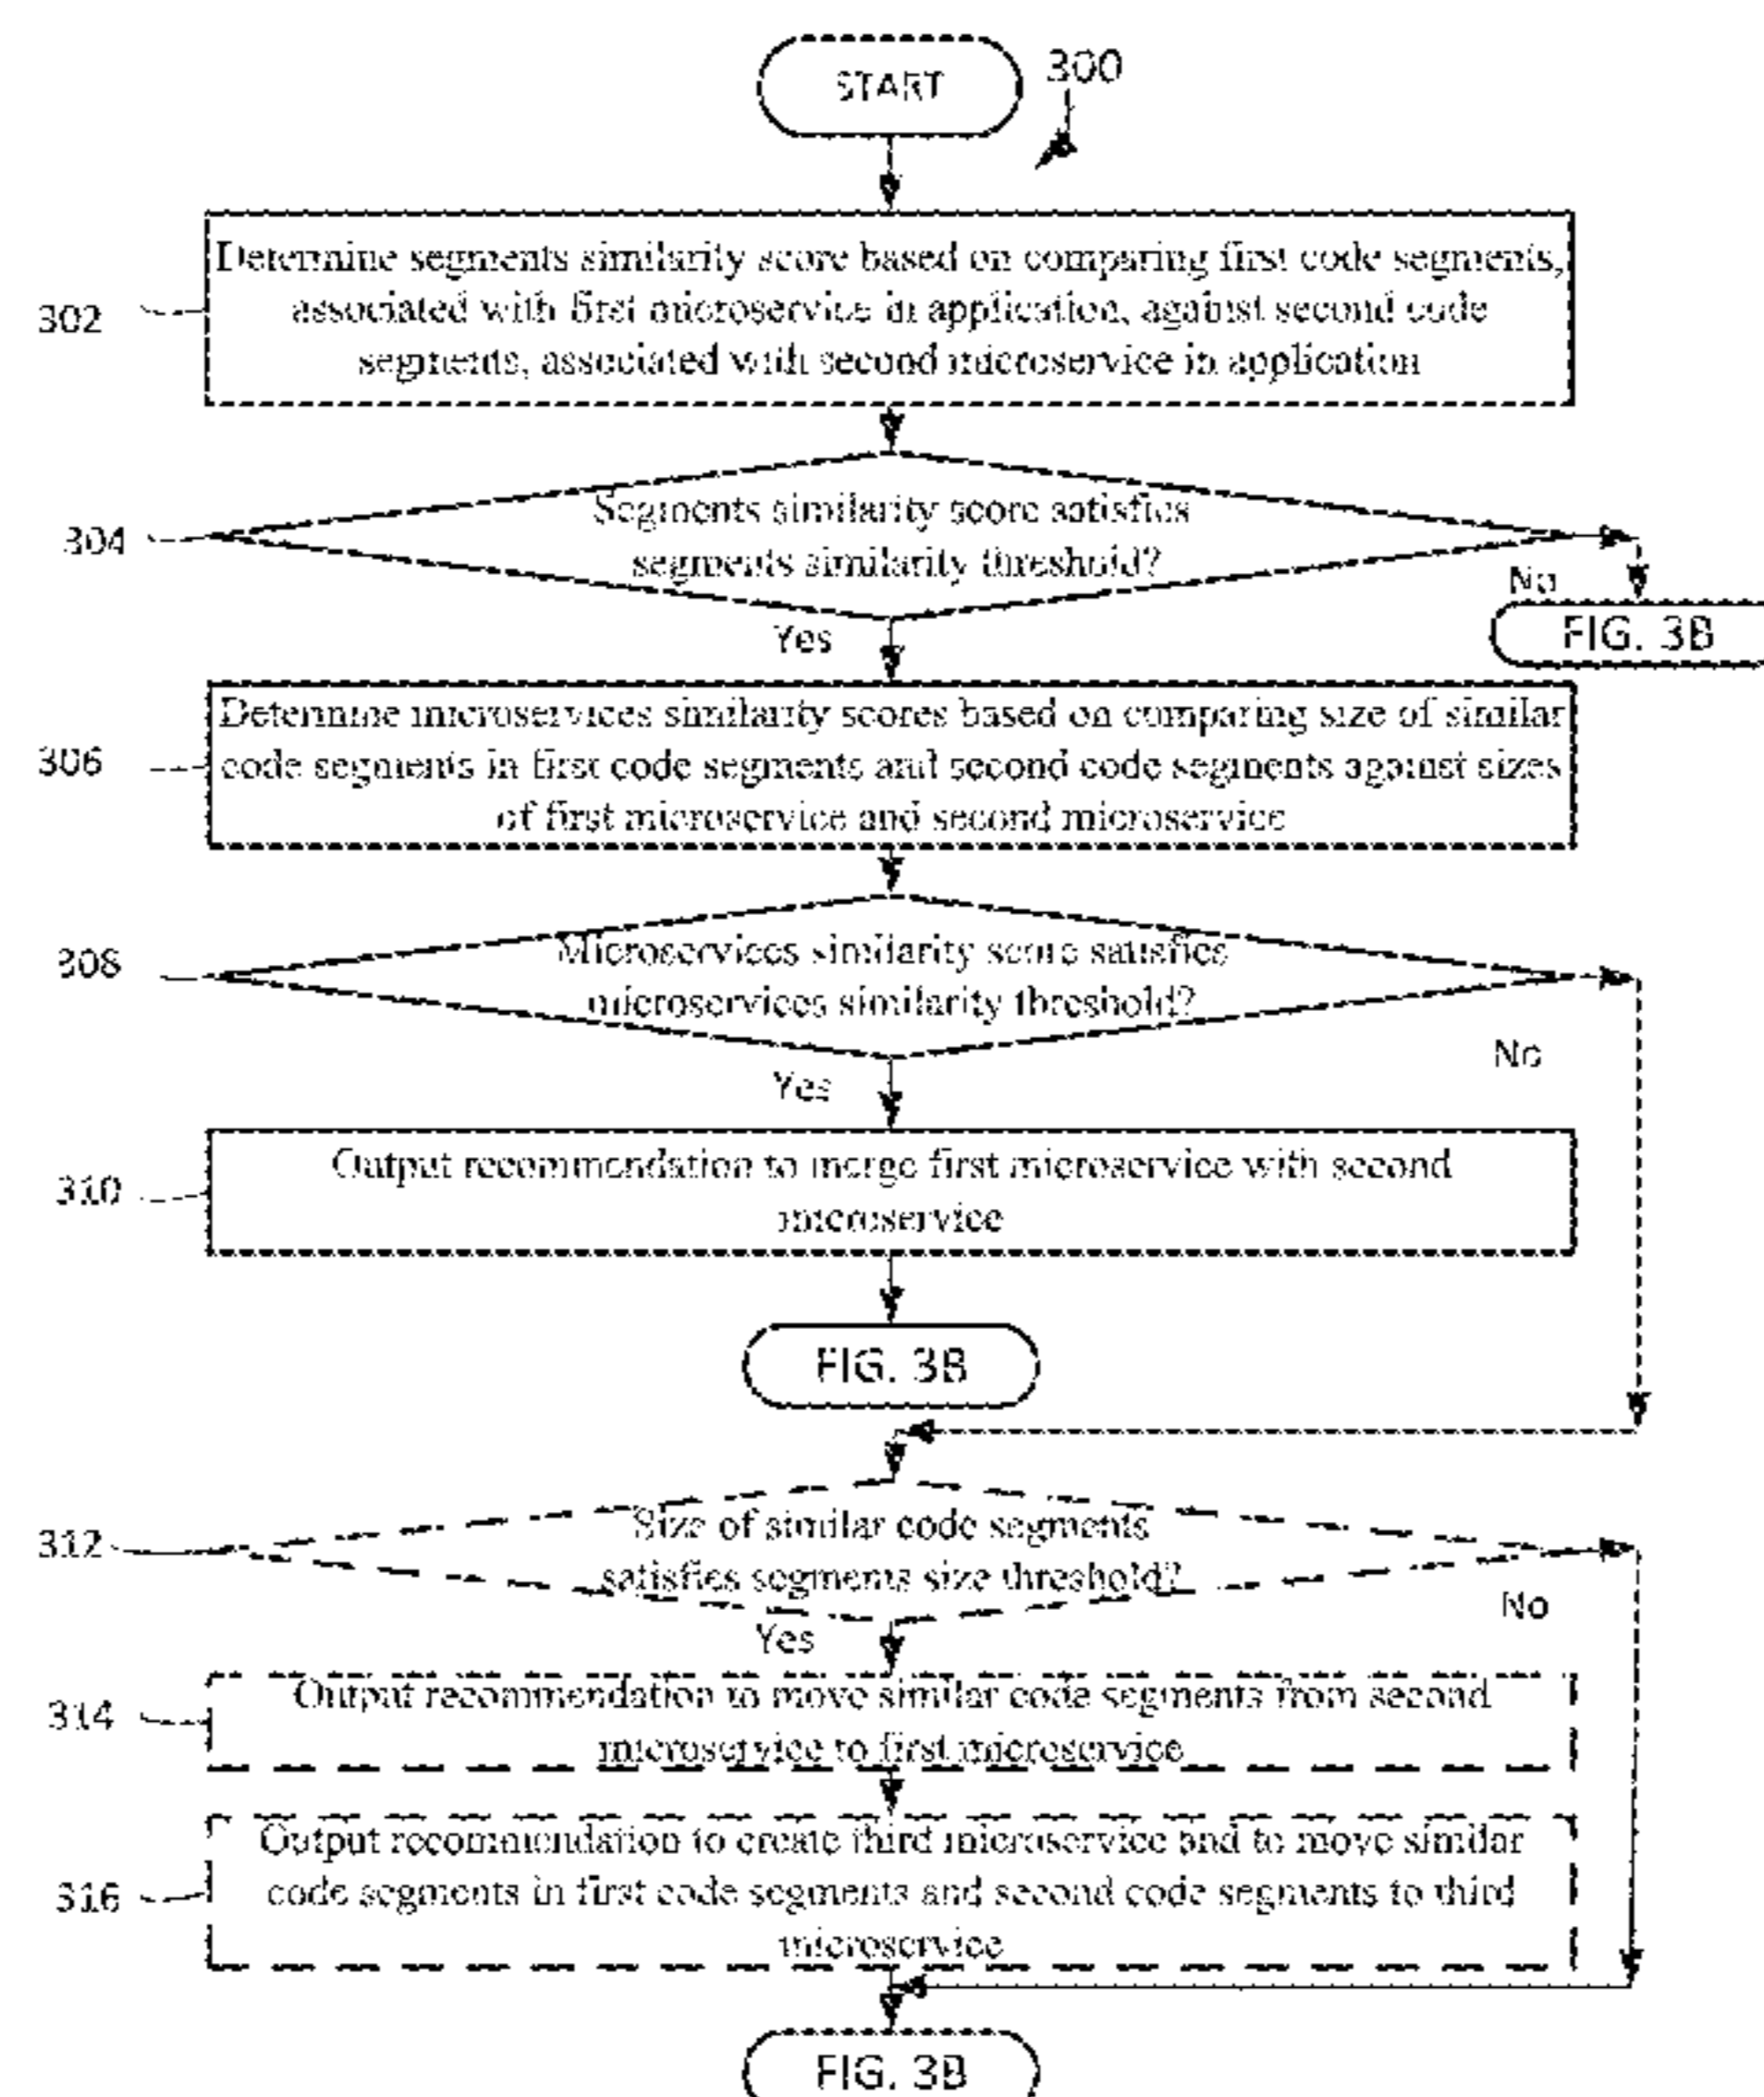 START
300
302
Determine segments similarity score based on comparing first code segments,
associated with first microservice in application, against second code
segments, associated with second microservice in application
304
Segments similarity score satisfies
segments similarity threshold?
No
FIG. 3B
Yes
306
Determine microservices similarity scores based on comparing size of similar
code segments in first code segments and second code segments against sizes
of first microservice and second microservice
308
Microservices similarity score satisfies
microservices similarity threshold?
No
Yes
310
Output recommendation to merge first microservice with second
microservice
FIG. 3B
312
Size of similar code segments
satisfies segments size threshold?
No
Yes
314
Output recommendation to move similar code segments from second
microservice to first microservice
316
Output recommendation to create third microservice and to move similar
code segments in first code segments and second code segments to third
microservice
FIG. 3B